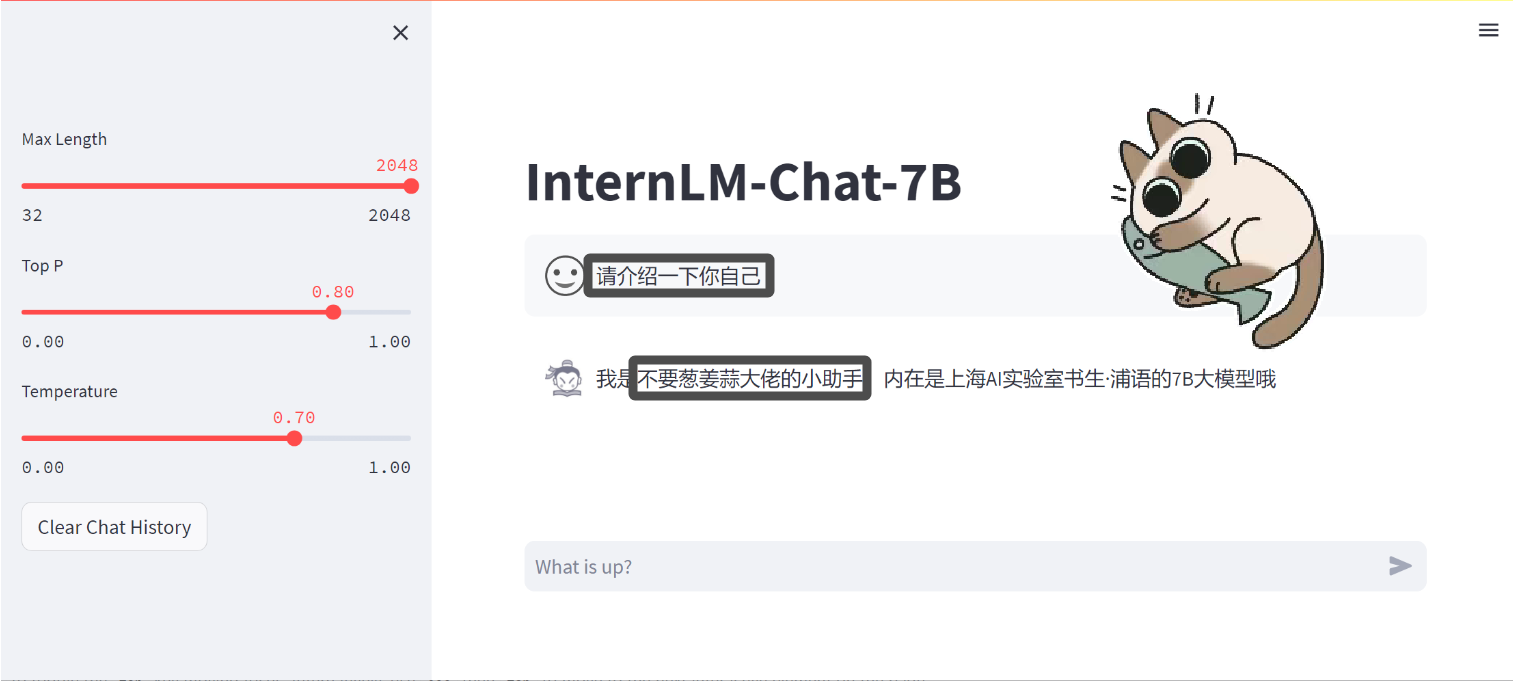 Max Length
2048
32 2048
Top P
0.80
0.00 1.00
Temperature
0.70
0.00 1.00
Clear Chat History
InternLM-Chat-7B
请介绍一下你自己
我是不要葱姜蒜大佬的小助手 内在是上海AI实验室书生·浦语的7B大模型哦
What is up?